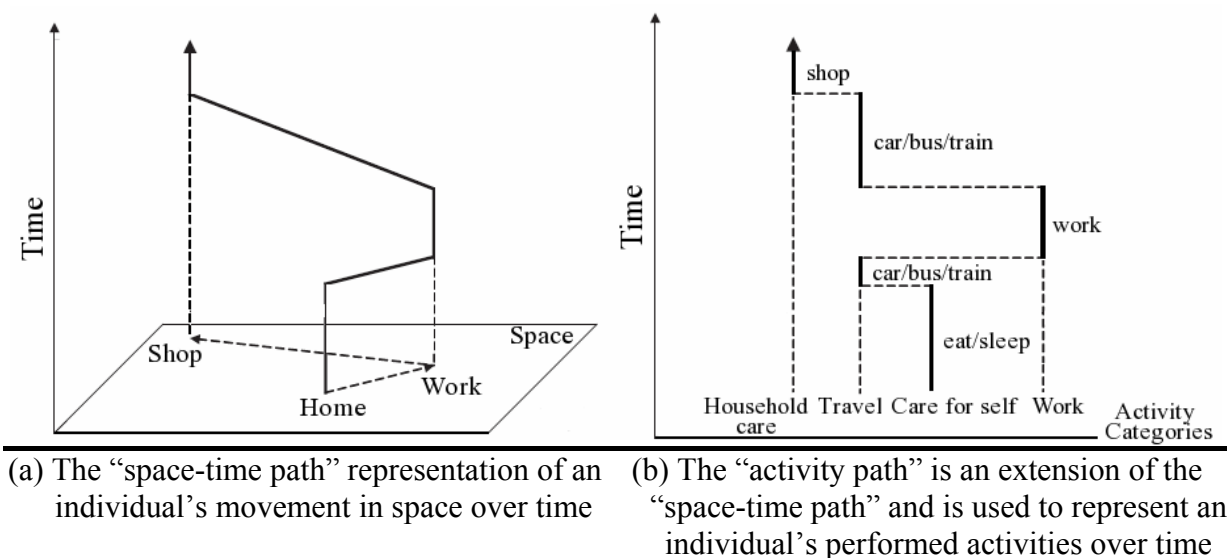 Time
Space
Shop
Work
Home
Time
shop
car/bus/train
work
car/bus/train
eat/sleep
Household care
Travel
Care for self
Work
Activity Categories
(a) The “space-time path” representation of an
individual’s movement in space over time
(b) The “activity path” is an extension of the
“space-time path” and is used to represent an
individual’s performed activities over time